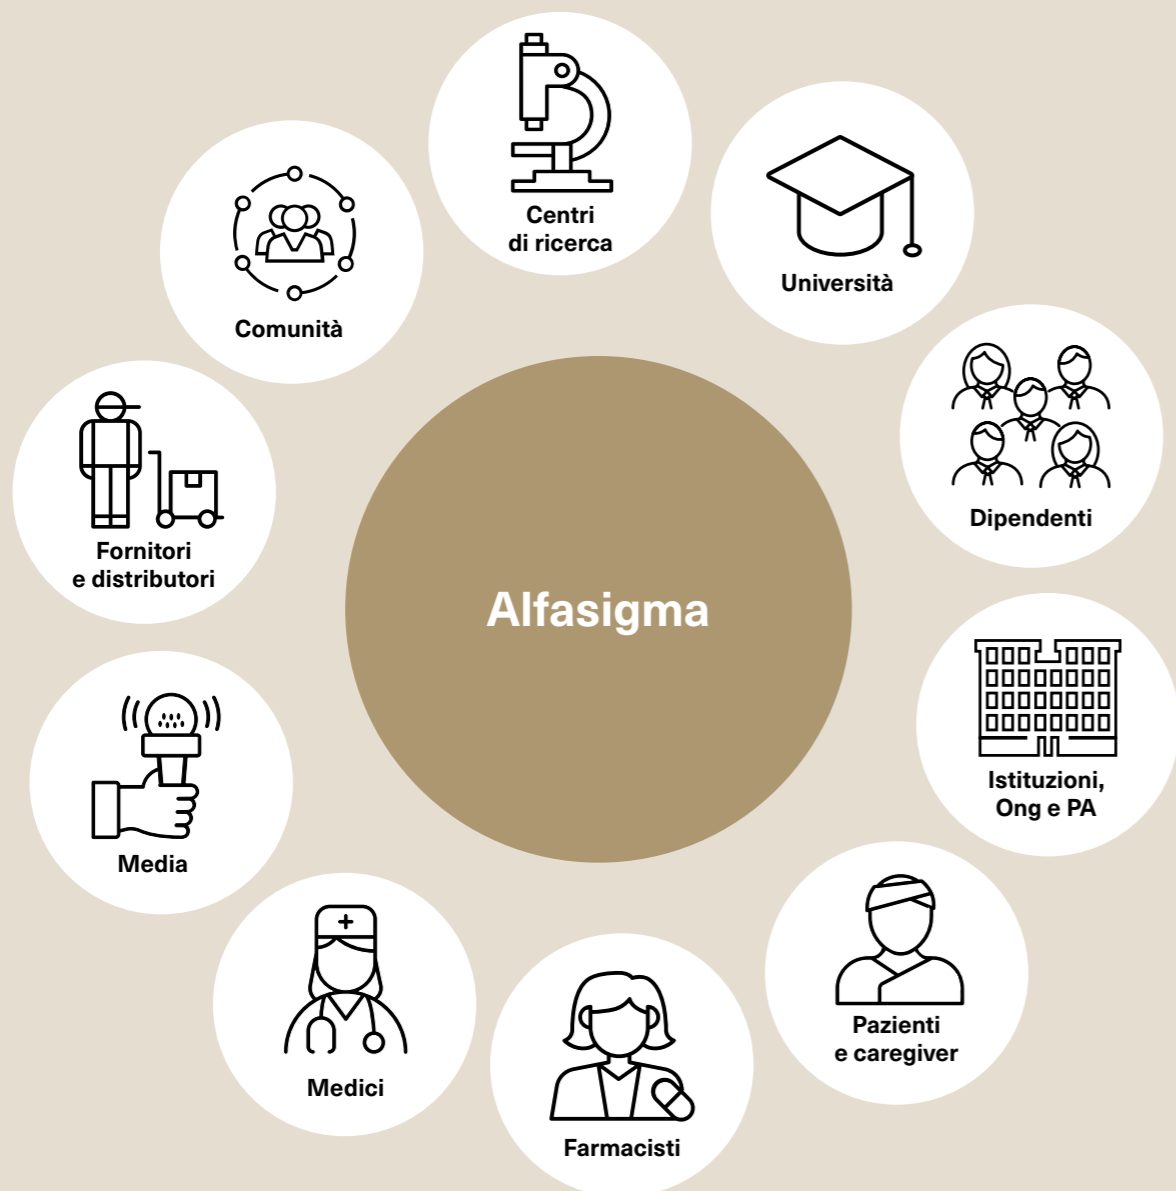 Centri
di ricerca
Università
Comunità
Dipendenti
Fornitori
e distributori
Alfasigma
Istituzioni,
Ong e PA
Media
Pazienti
e caregiver
Medici
Farmacisti